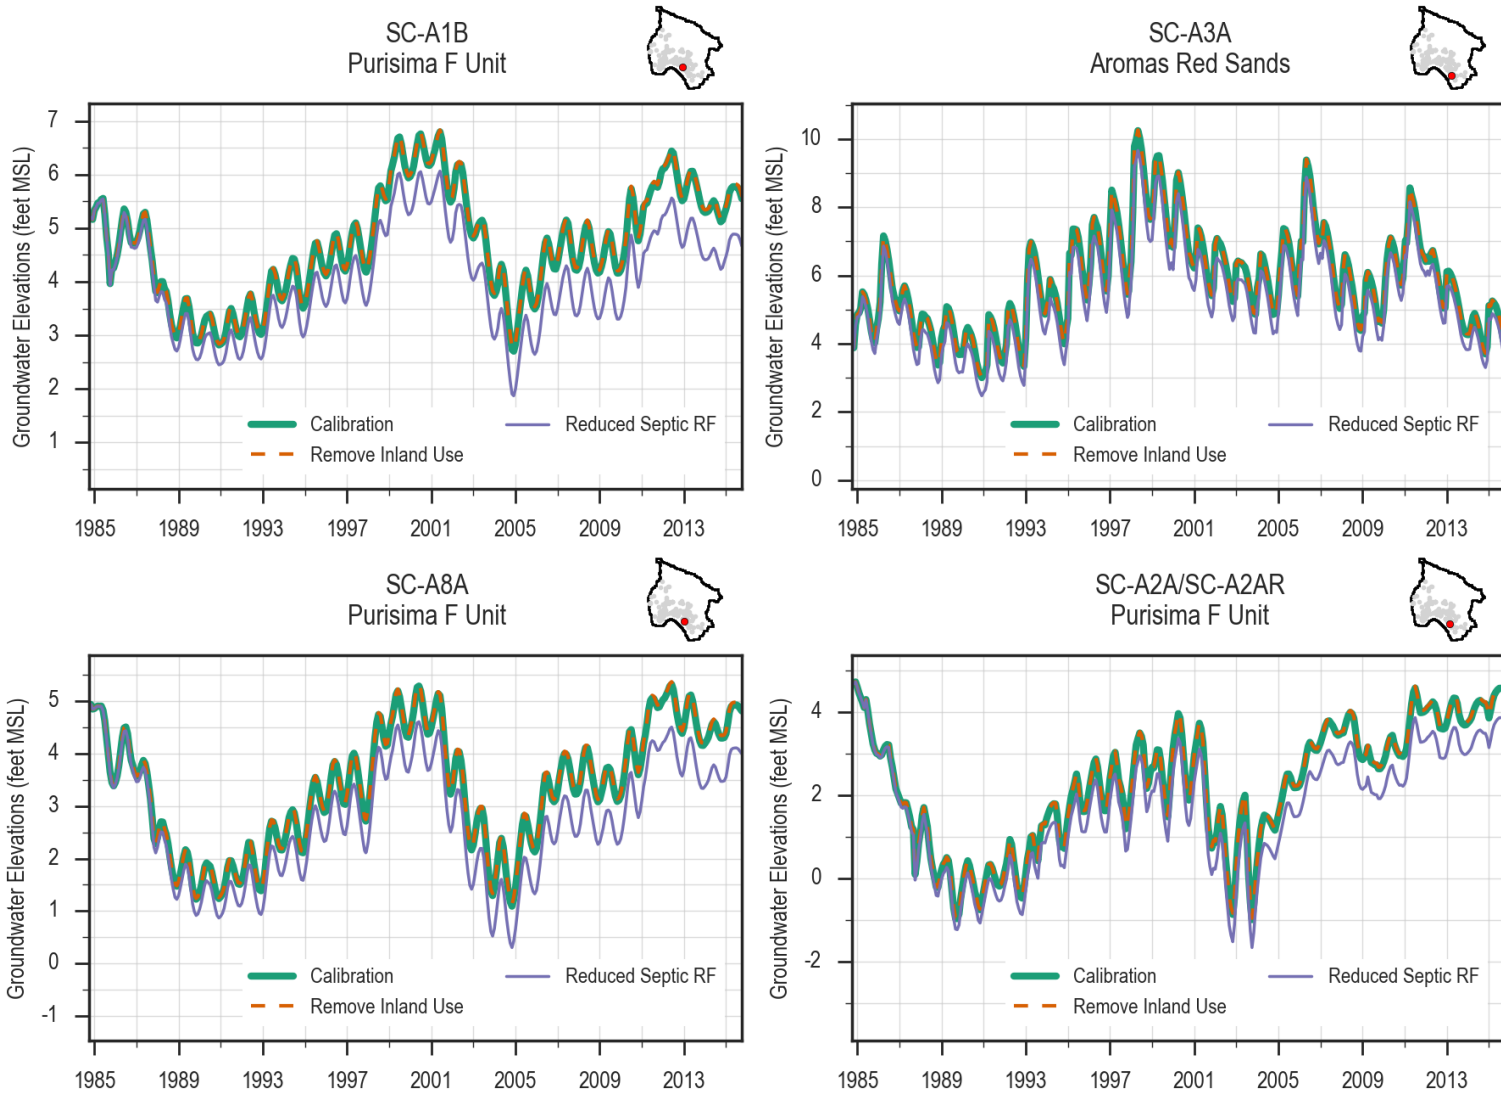 SC-A1B
Purisima F Unit
Groundwater Elevations (feet MSL)
7
6
5
4
3
2
1
Calibration
Remove Inland Use
Reduced Septic RF
1985 1989 1993 1997 2001 2005 2009 2013
SC-A3A
Aromas Red Sands
Groundwater Elevations (feet MSL)
10
8
6
4
2
0
Calibration
Remove Inland Use
Reduced Septic RF
1985 1989 1993 1997 2001 2005 2009 2013
SC-A8A
Purisima F Unit
Groundwater Elevations (feet MSL)
5
4
3
2
1
0
-1
Calibration
Remove Inland Use
Reduced Septic RF
1985 1989 1993 1997 2001 2005 2009 2013
SC-A2A/SC-A2AR
Purisima F Unit
Groundwater Elevations (feet MSL)
4
2
0
-2
Calibration
Remove Inland Use
Reduced Septic RF
1985 1989 1993 1997 2001 2005 2009 2013